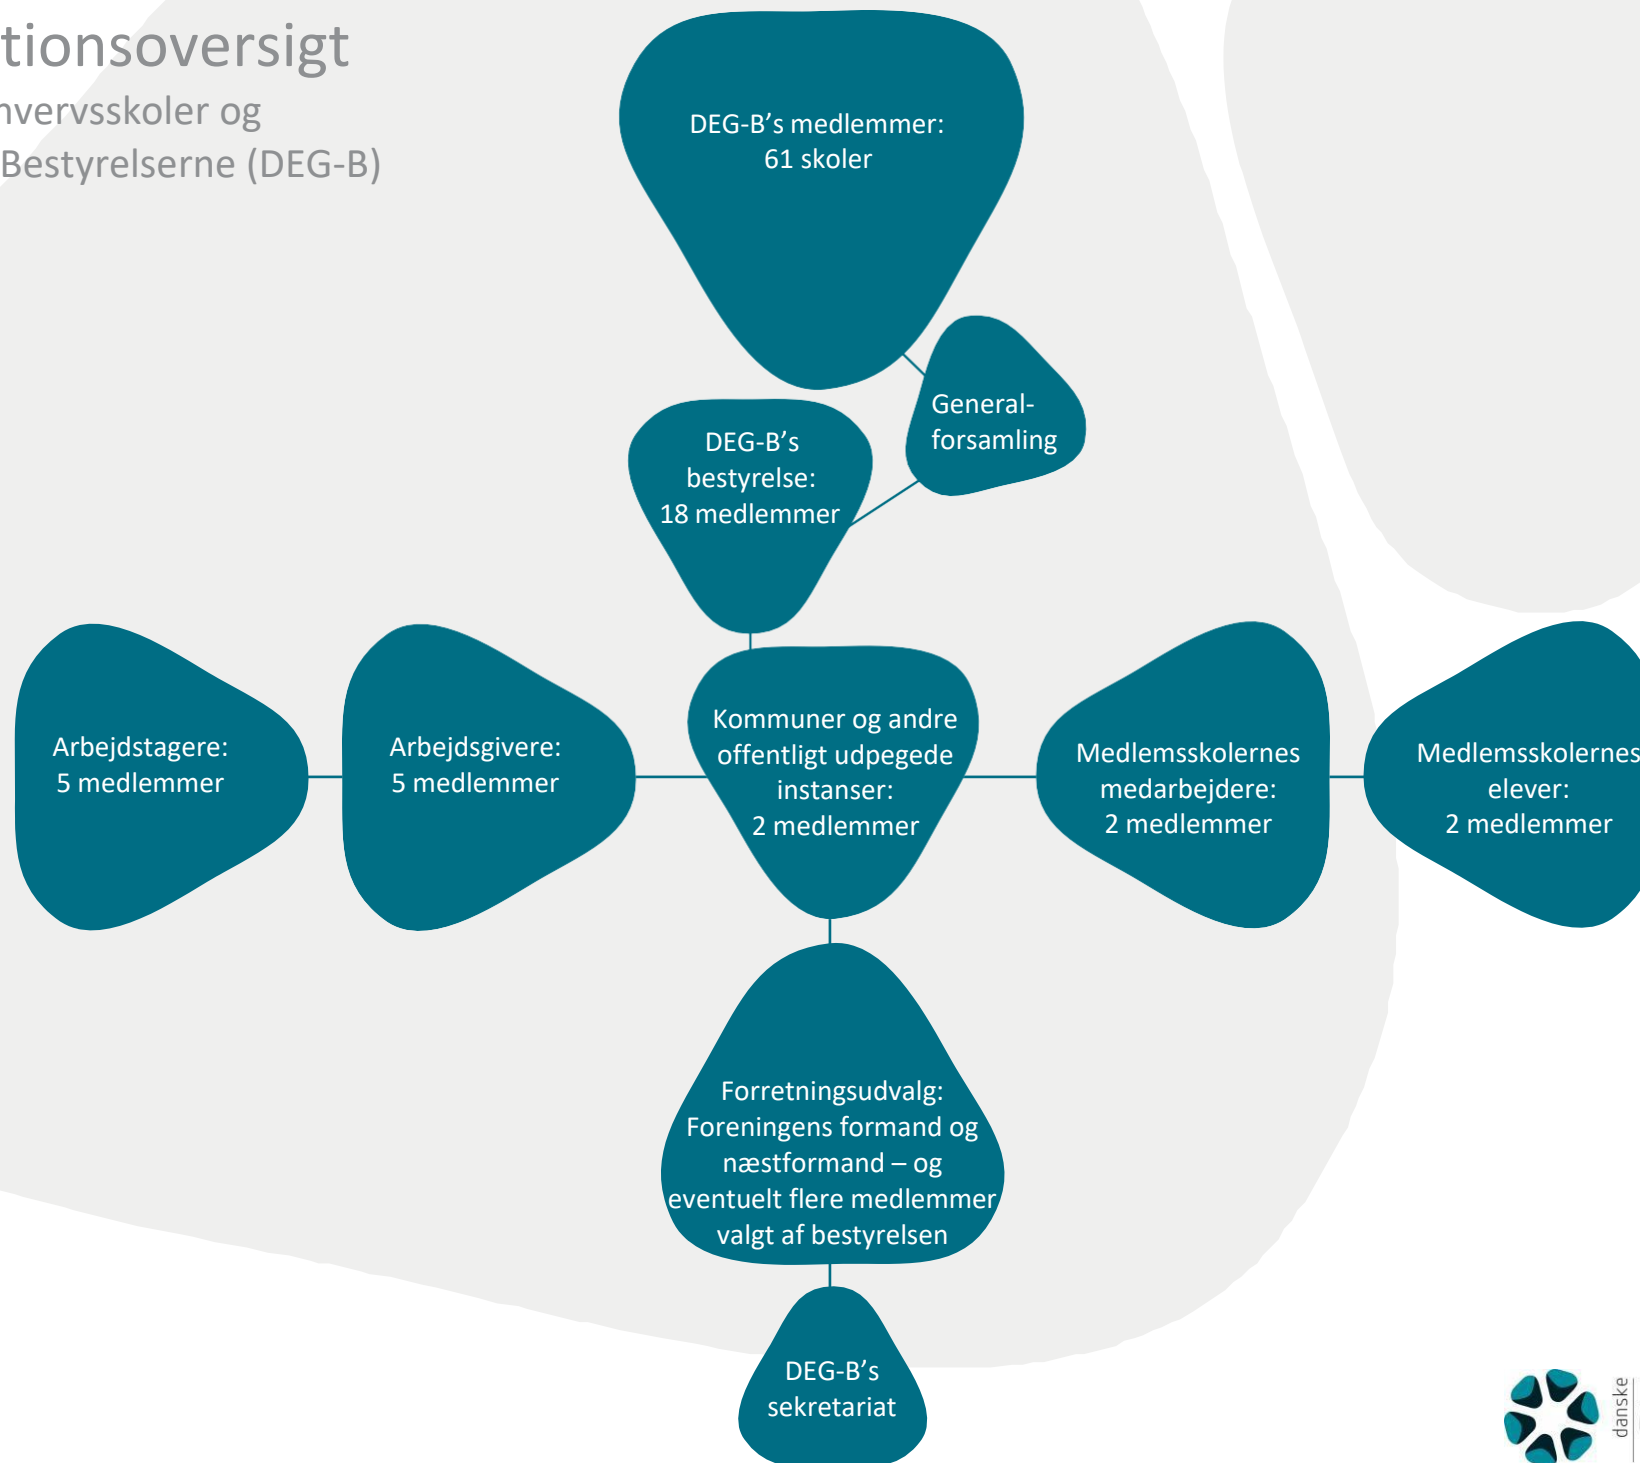 tionsoversigt
hvervsskoler og
Bestyrelserne (DEG-B)
DEG-B’s medlemmer:
61 skoler
General-
forsamling
DEG-B’s
bestyrelse:
18 medlemmer
Arbejdstagere:
5 medlemmer
Arbejdsgivere:
5 medlemmer
Kommuner og andre
offentligt udpegede
instanser:
2 medlemmer
Medlemsskolernes
medarbejdere:
2 medlemmer
Medlemsskolernes
elever:
2 medlemmer
Forretningsudvalg:
Foreningens formand og
næstformand – og
eventuelt flere medlemmer
valgt af bestyrelsen
DEG-B’s
sekretariat
danske